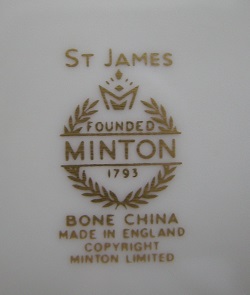 ST JAMES
FOUNDED
MINTON
1793
BONE CHINA
MADE IN ENGLAND
COPYRIGHT
MINTON LIMITED